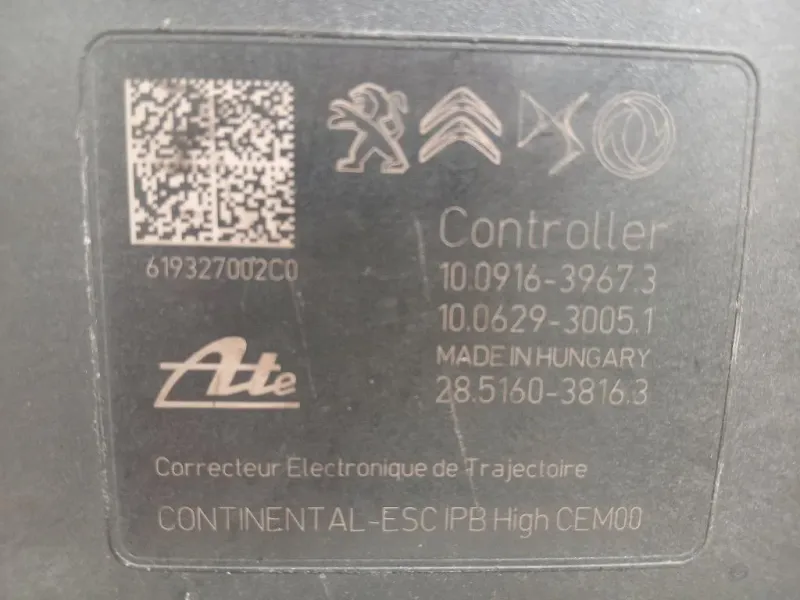 619327002C0
Controller
10.0916-3967.3
10.0629-3005.1
MADE IN HUNGARY
28.5160-3816.3
Ate
Correcteur Electronique de Trajectoire
CONTINENTAL-ESC IPB High CEM00